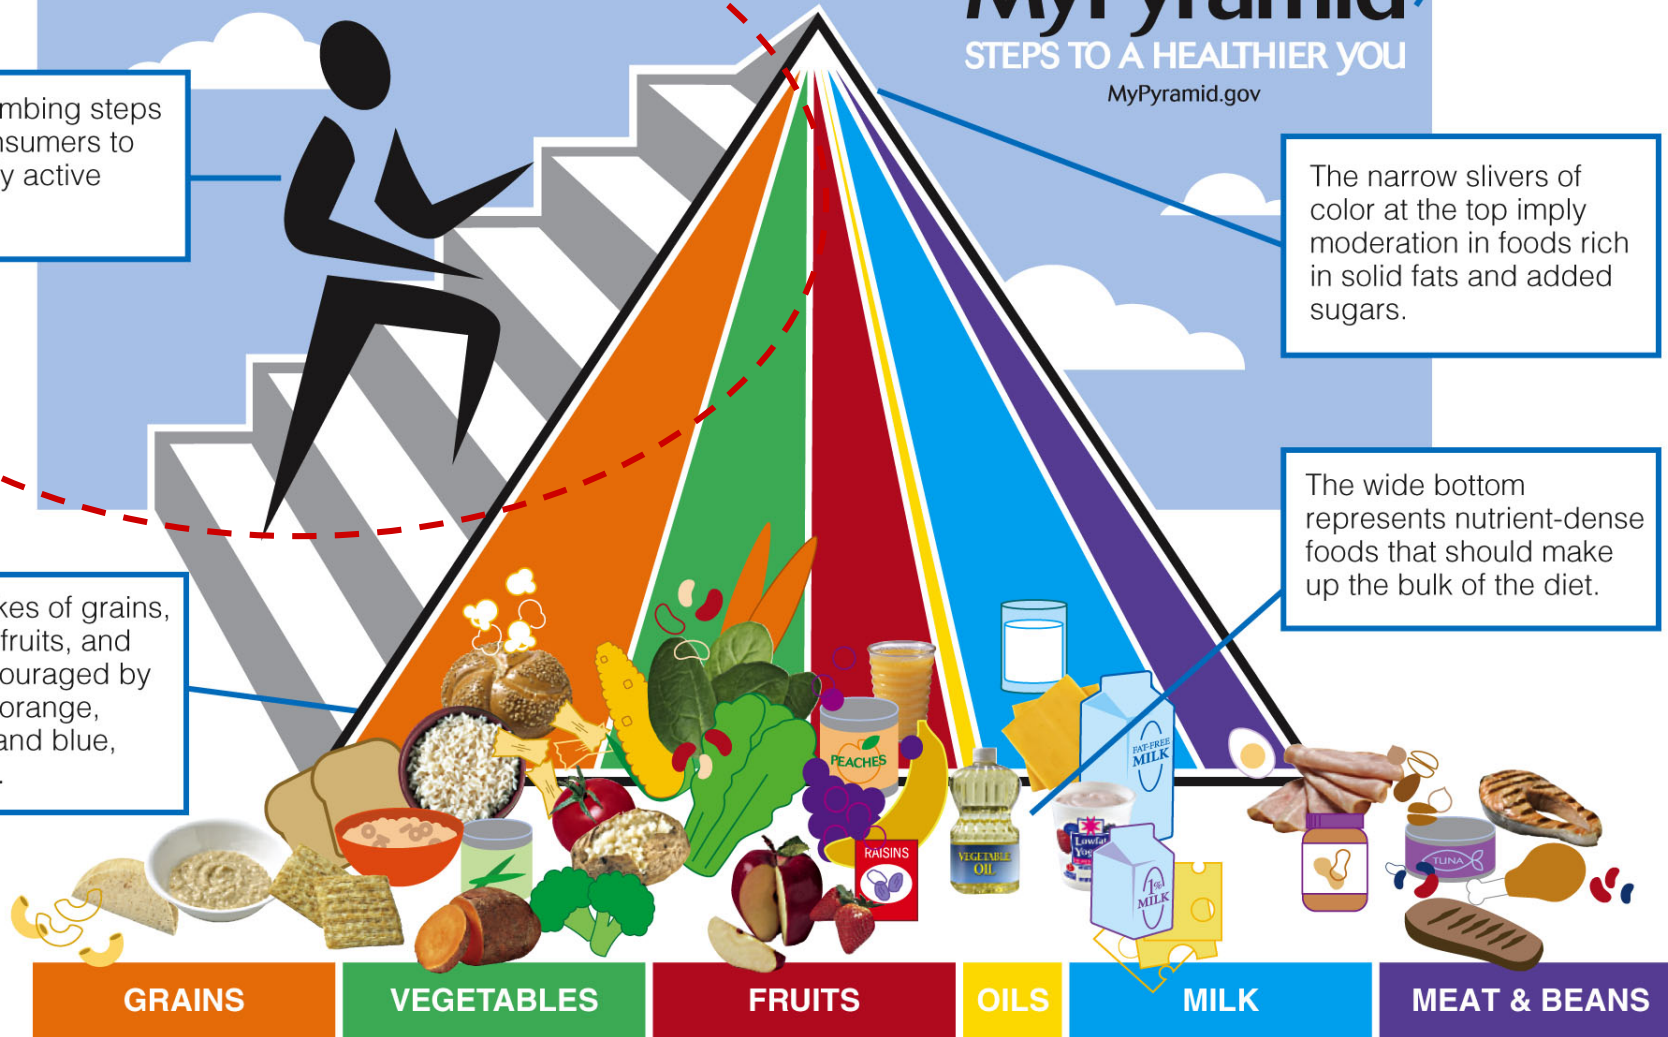 MyPyramid
STEPS TO A HEALTHIER YOU
MyPyramid.gov
mbing steps
nsumers to
y active
The narrow slivers of
color at the top imply
moderation in foods rich
in solid fats and added
sugars.
The wide bottom
represents nutrient-dense
foods that should make
up the bulk of the diet.
kes of grains,
fruits, and
ouraged by
orange,
and blue,
.
PEACHES
RAISINS
VEGETABLE
OIL
FAT-FREE
MILK
Lowfat
1%
MILK
TUNA
GRAINS
VEGETABLES
FRUITS
OILS
MILK
MEAT & BEANS